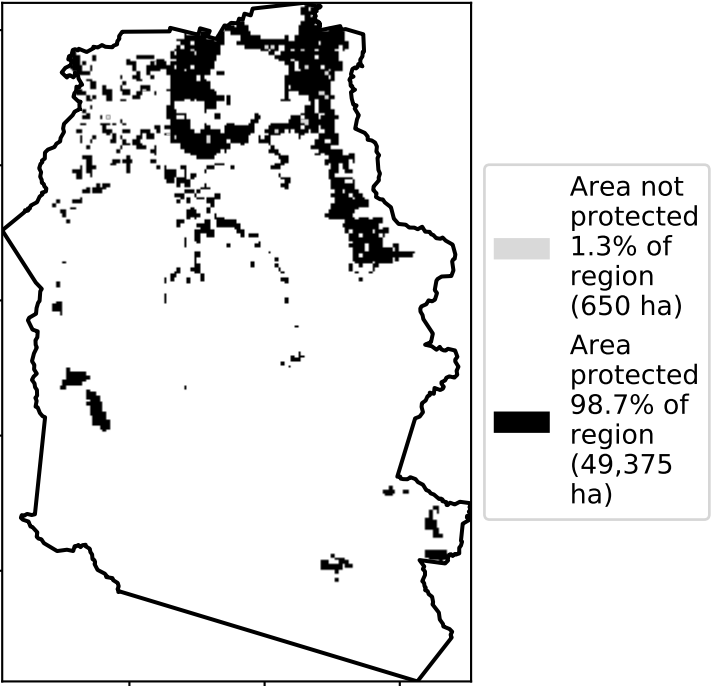 Area not
protected
1.3% of
region
(650 ha)
Area
protected
98.7% of
region
(49,375
ha)